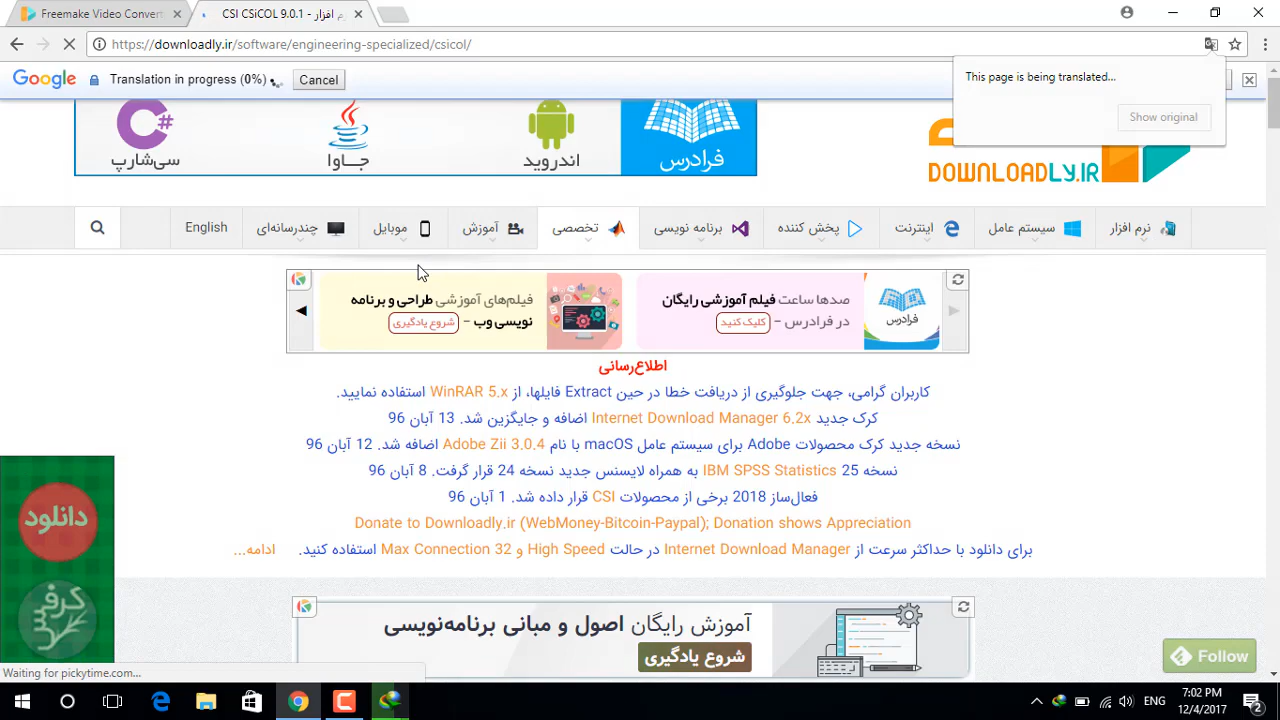 Freemake Video Convert
CSI CSiCOL 9.0.1 - نرم افزار
https://downloadly.ir/software/engineering-specialized/csicol/
Google
Translation in progress (0%)
Cancel
This page is being translated...
Show original
سی‌شارپ
جــاوا
اندروید
فرادرس
DOWNLOADLY.IR
نرم افزار
سیستم عامل
اینترنت
پخش کننده
برنامه نویسی
تخصصی
آموزش
موبایل
چندرسانه‌ای
English
صدها ساعت فیلم آموزشی رایگان
در فرادرس - کلیک کنید
فرادرس
فیلم‌های آموزشی طراحی و برنامه
نویسی وب - شروع یادگیری
اطلاع‌رسانی
کاربران گرامی، جهت جلوگیری از دریافت خطا در حین Extract فایلها، از WinRAR 5.x استفاده نمایید.
کرک جدید Internet Download Manager 6.2x اضافه و جایگزین شد. 13 آبان 96
نسخه جدید کرک محصولات Adobe برای سیستم عامل macOS با نام Adobe Zii 3.0.4 اضافه شد. 12 آبان 96
نسخه 25 IBM SPSS Statistics به همراه لایسنس جدید نسخه 24 قرار گرفت. 8 آبان 96
فعال‌ساز 2018 برخی از محصولات CSI قرار داده شد. 1 آبان 96
Donate to Downloadly.ir (WebMoney-Bitcoin-Paypal); Donation shows Appreciation
برای دانلود با حداکثر سرعت از Internet Download Manager در حالت High Speed و Max Connection 32 استفاده کنید. ادامه...
دانلود
آموزش رایگان اصول و مبانی برنامه‌نویسی
شروع یادگیری
Follow
Waiting for pickytime.com...
ENG
7:02 PM
12/4/2017
2